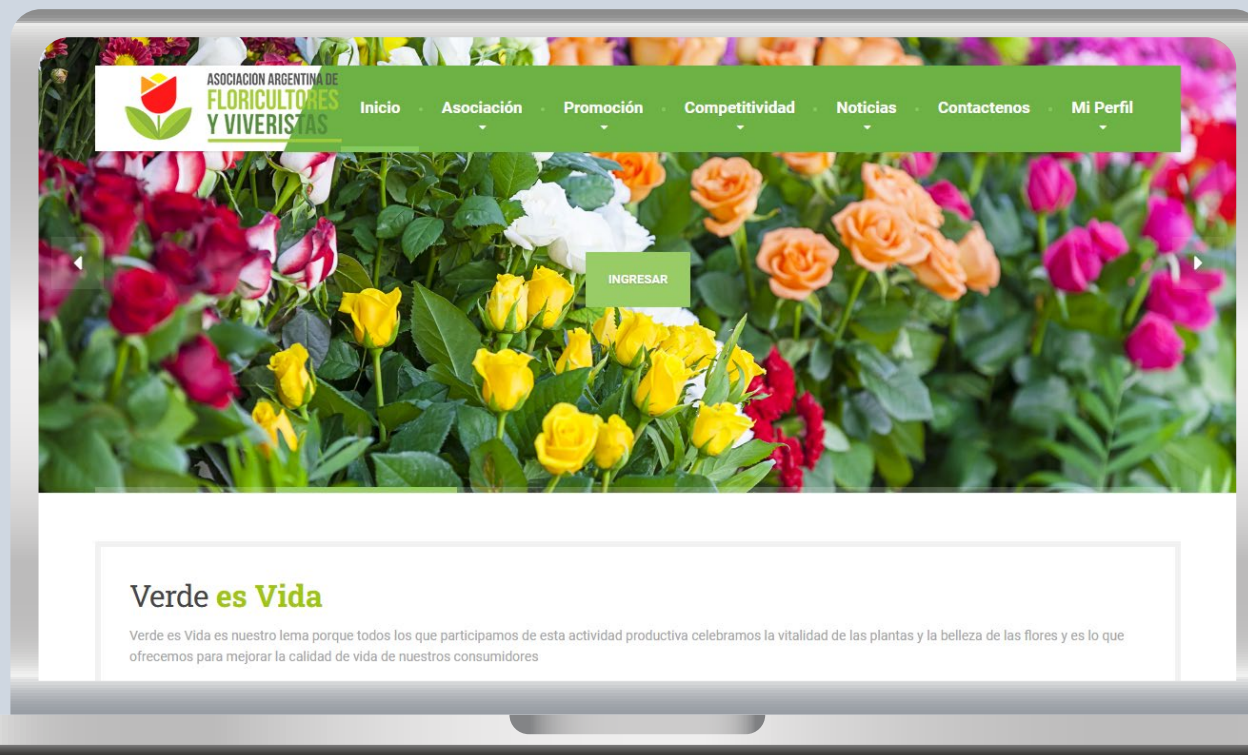 ASOCIACION ARGENTINA DE
FLORICULTORES
Y VIVERISTAS
Inicio
Asociación
Promoción
Competitividad
Noticias
Contactenos
Mi Perfil
INGRESAR
Verde es Vida
Verde es Vida es nuestro lema porque todos los que participamos de esta actividad productiva celebramos la vitalidad de las plantas y la belleza de las flores y es lo que
ofrecemos para mejorar la calidad de vida de nuestros consumidores